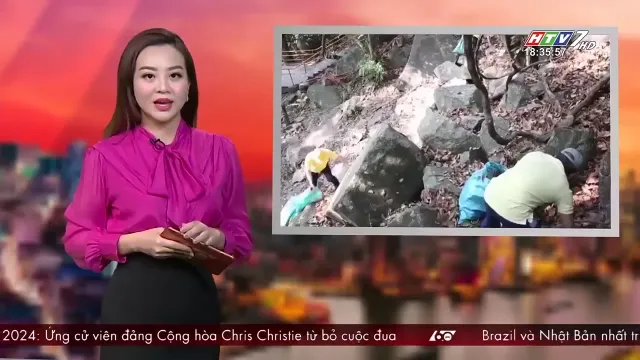 HTV7 HD
18:35:57
2024: Ứng cử viên đảng Cộng hòa Chris Christie từ bỏ cuộc đua
60
Brazil và Nhật Bản nhất tr